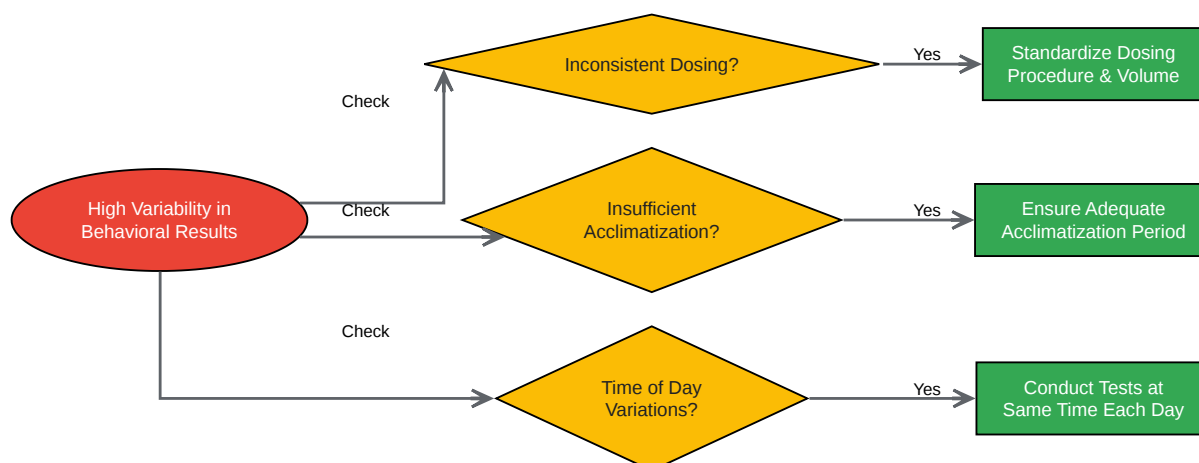 Inconsistent Dosing?
Yes
Standardize Dosing
Procedure & Volume
Check
High Variability in
Behavioral Results
Check
Insufficient
Acclimatization?
Yes
Ensure Adequate
Acclimatization Period
Check
Time of Day
Variations?
Yes
Conduct Tests at
Same Time Each Day